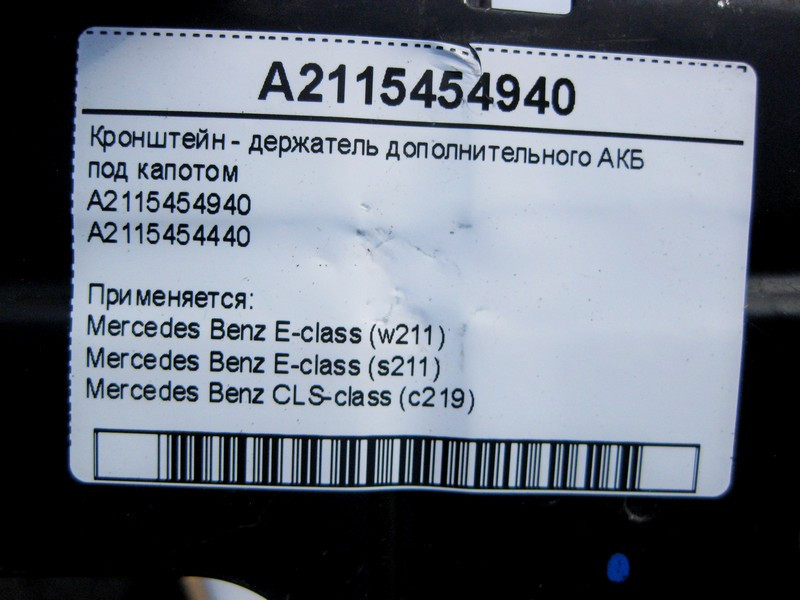 A2115454940
Кронштейн - держатель дополнительного АКБ
под капотом
A2115454940
A2115454440
Применяется:
Mercedes Benz E-class (w211)
Mercedes Benz E-class (s211)
Mercedes Benz CLS-class (c219)